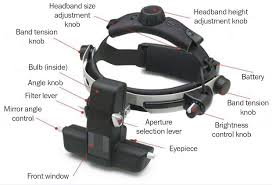 Headband size
adjustment
knob
Headband height
adjustment knob
Band tension
knob
Bulb (inside)
Angle knob
Filter lever
Mirror angle
control
Front window
Battery
Band tension
knob
Brightness
control knob
Aperture
selection lever
Eyepiece